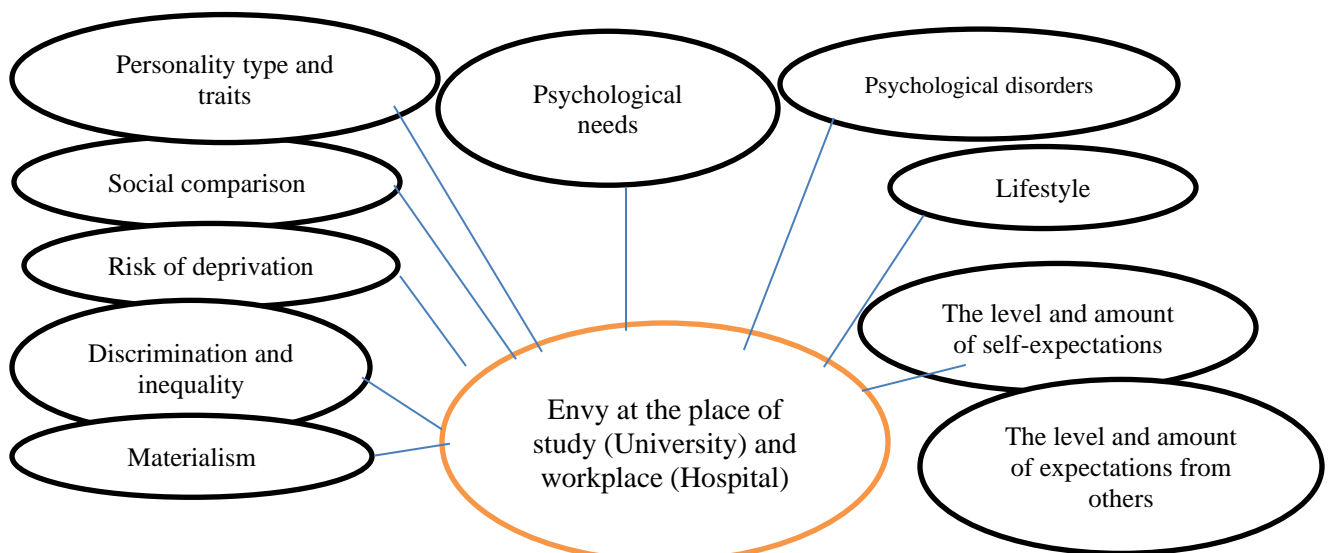 Personality type and
traits
Psychological
needs
Psychological disorders
Social comparison
Lifestyle
Risk of deprivation
The level and amount
of self-expectations
Discrimination and
inequality
Envy at the place of
study (University) and
workplace (Hospital)
The level and amount
of expectations from
others
Materialism